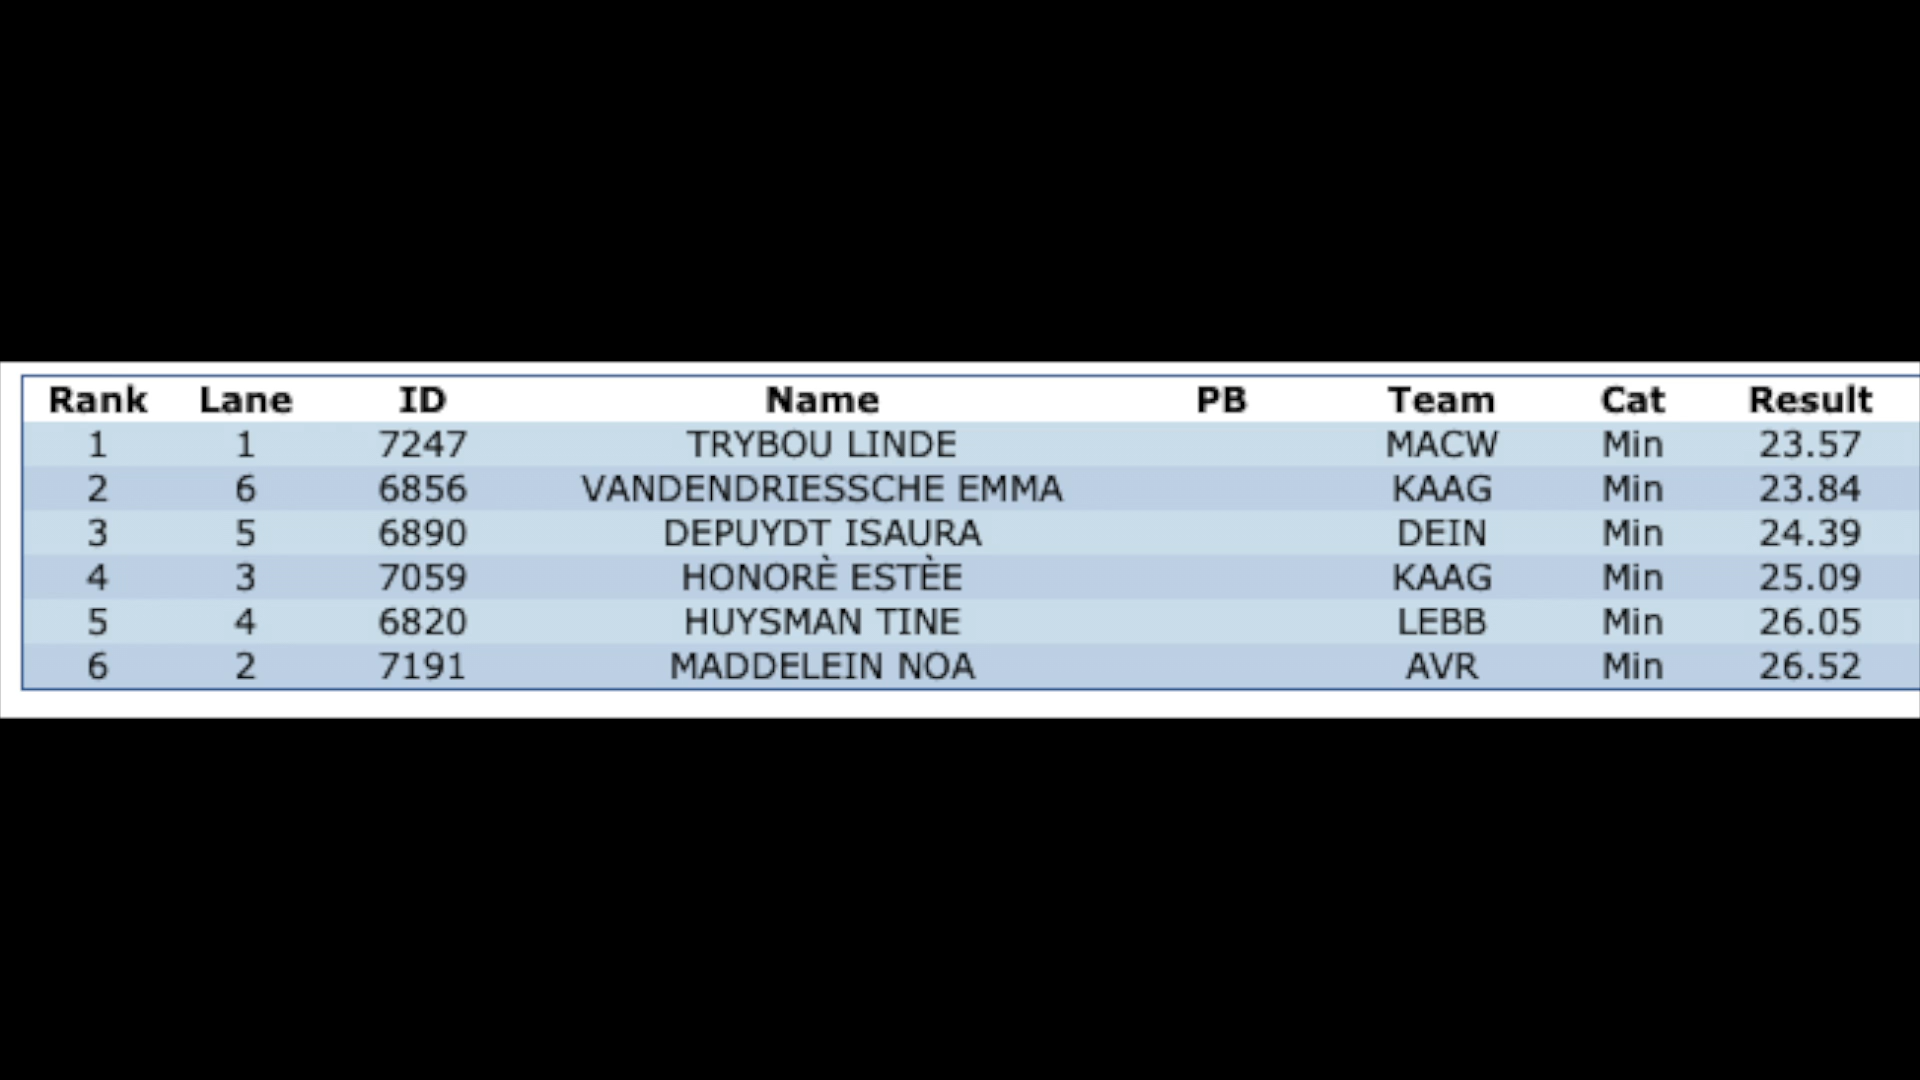 Rank Lane ID Name PB Team Cat Result
1 1 7247 TRYBOU LINDE MACW Min 23.57
2 6 6856 VANDENDRIESSCHE EMMA KAAG Min 23.84
3 5 6890 DEPUYDT ISAURA DEIN Min 24.39
4 3 7059 HONORÈ ESTÈE KAAG Min 25.09
5 4 6820 HUYSMAN TINE LEBB Min 26.05
6 2 7191 MADDELEIN NOA AVR Min 26.52